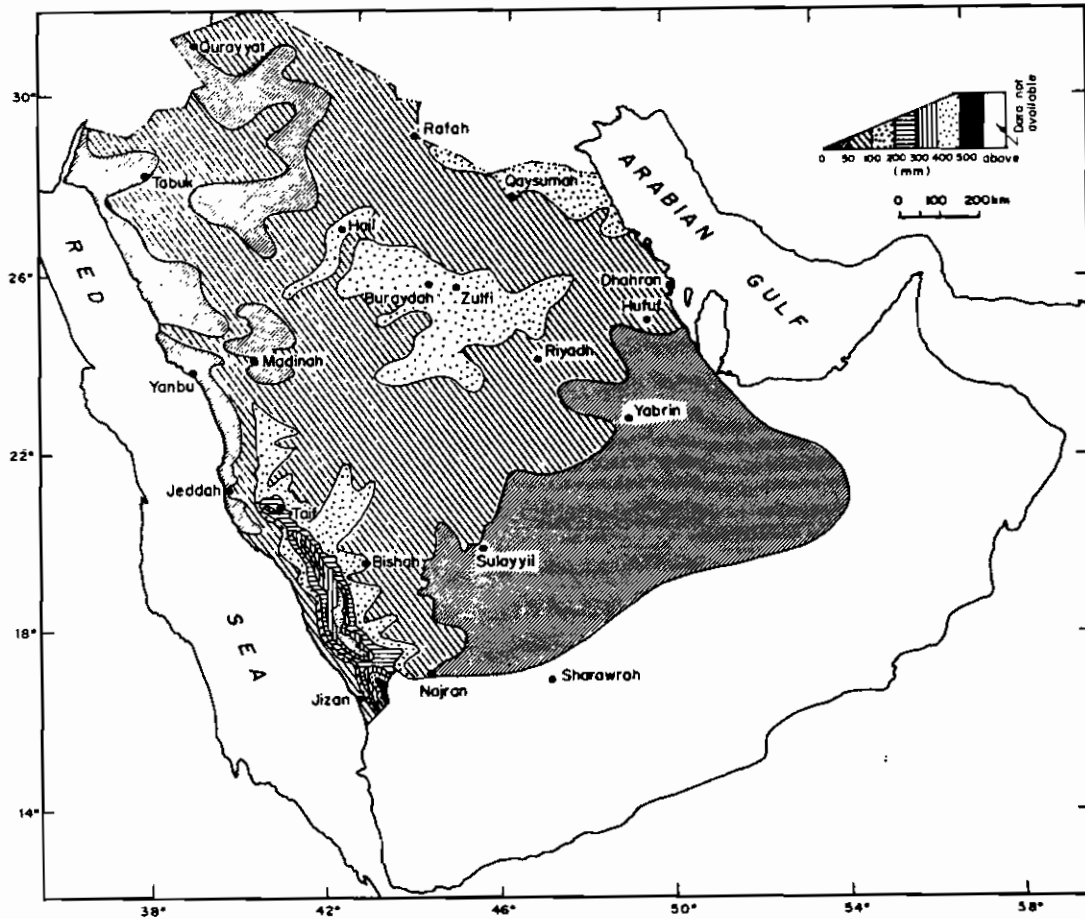 Qurayyat
30°
Rafah
Tabuk
Qaysumah
Hail
Buraydah
Zulfi
Dhahran
Hufuf
26°
Riyadh
Madinah
Yanbu
Yabrin
22°
Jeddah
Taif
Bishah
Sulayyil
18°
Najran
Sharawrah
Jizan
14°
RED
SEA
ARABIAN
GULF
Data not
available
0 50 100 200 300 400 500 above
(mm)
0 100 200 km
38° 42° 46° 50° 54° 58°